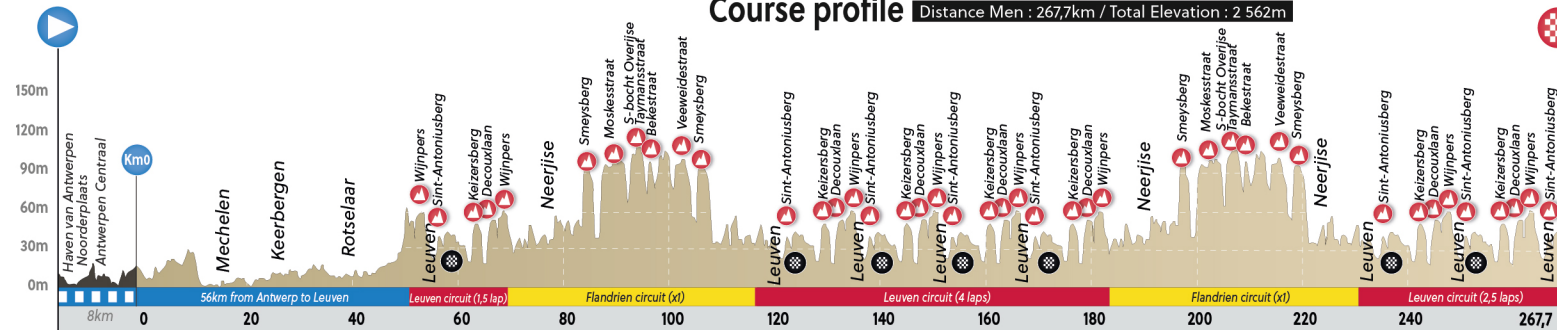 Course profile Distance Men : 267,7km / Total Elevation : 2 562m
150m
120m
90m
60m
30m
0m
Km0
Haven van Antwerpen
Noorderplaats
Antwerpen Centraal
Mechelen
Keerbergen
Rotselaar
Leuven
Wijnpers
Sint-Antoniusberg
Keizersberg
Decouxlaan
Wijnpers
Neerijse
Smeysberg
Moskesstraat
S-bocht Overijse
Taymansstraat
Bekestraat
Veeweidestraat
Smeysberg
Neerijse
Leuven
Sint-Antoniusberg
Keizersberg
Decouxlaan
Wijnpers
Leuven
Sint-Antoniusberg
Keizersberg
Decouxlaan
Wijnpers
Leuven
Sint-Antoniusberg
Keizersberg
Decouxlaan
Wijnpers
Leuven
Sint-Antoniusberg
Keizersberg
Decouxlaan
Wijnpers
Neerijse
Smeysberg
Moskesstraat
S-bocht Overijse
Taymansstraat
Bekestraat
Veeweidestraat
Smeysberg
Neerijse
Leuven
Sint-Antoniusberg
Keizersberg
Decouxlaan
Wijnpers
Leuven
Sint-Antoniusberg
Keizersberg
Decouxlaan
Wijnpers
Leuven
Sint-Antoniusberg
56km from Antwerp to Leuven
Leuven circuit (1,5 lap)
Flandrien circuit (x1)
Leuven circuit (4 laps)
Flandrien circuit (x1)
Leuven circuit (2,5 laps)
8km 0 20 40 60 80 100 120 140 160 180 200 220 240 267,7